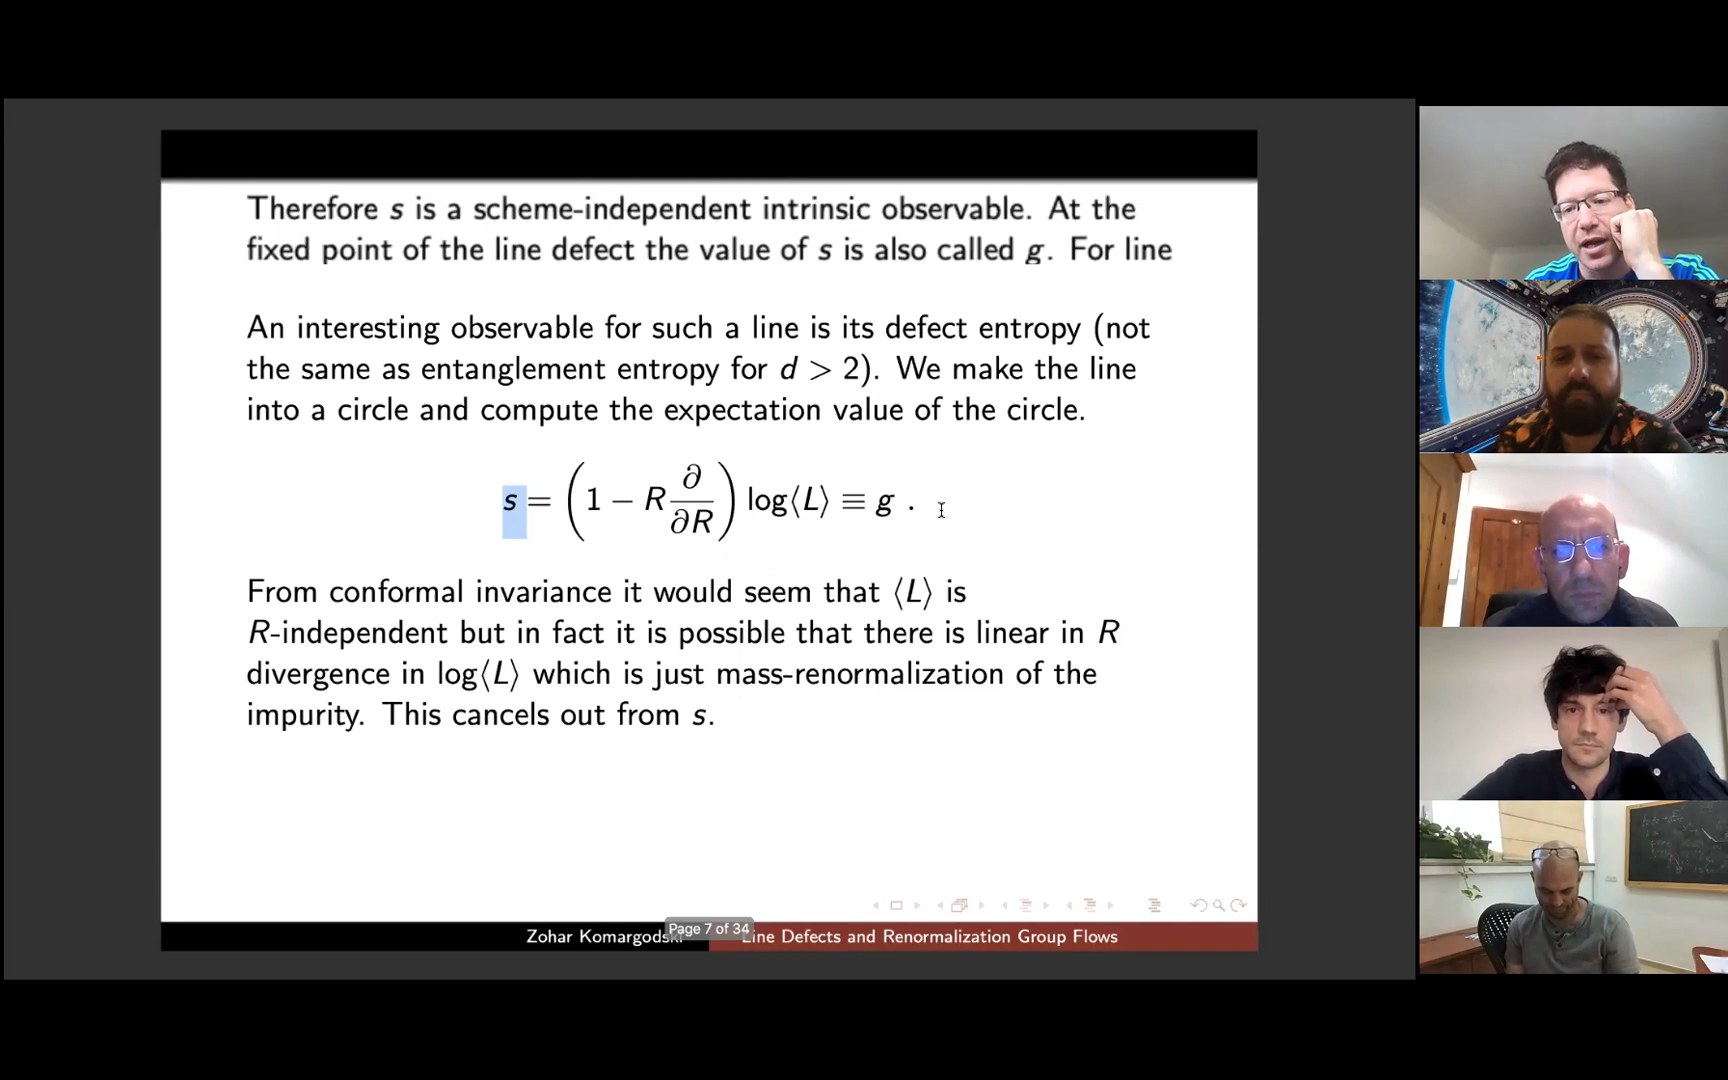 Therefore s is a scheme-independent intrinsic observable. At the
fixed point of the line defect the value of s is also called g. For line
An interesting observable for such a line is its defect entropy (not
the same as entanglement entropy for d > 2). We make the line
into a circle and compute the expectation value of the circle.
s = (1 − R ∂/∂R) log⟨L⟩ ≡ g .
From conformal invariance it would seem that ⟨L⟩ is
R-independent but in fact it is possible that there is linear in R
divergence in log⟨L⟩ which is just mass-renormalization of the
impurity. This cancels out from s.
Page 7 of 34
Zohar Komargodski
Line Defects and Renormalization Group Flows